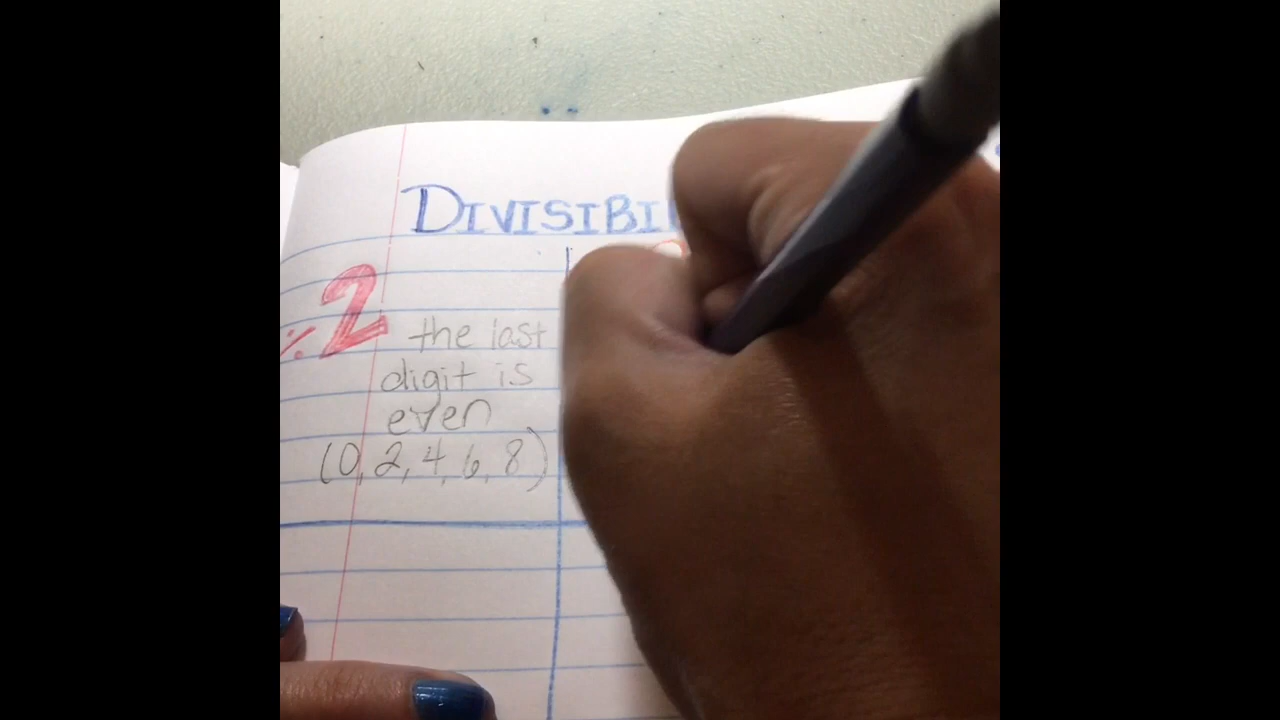 DIVISIBI
% 2
the last
digit is
even
(0, 2, 4, 6, 8)